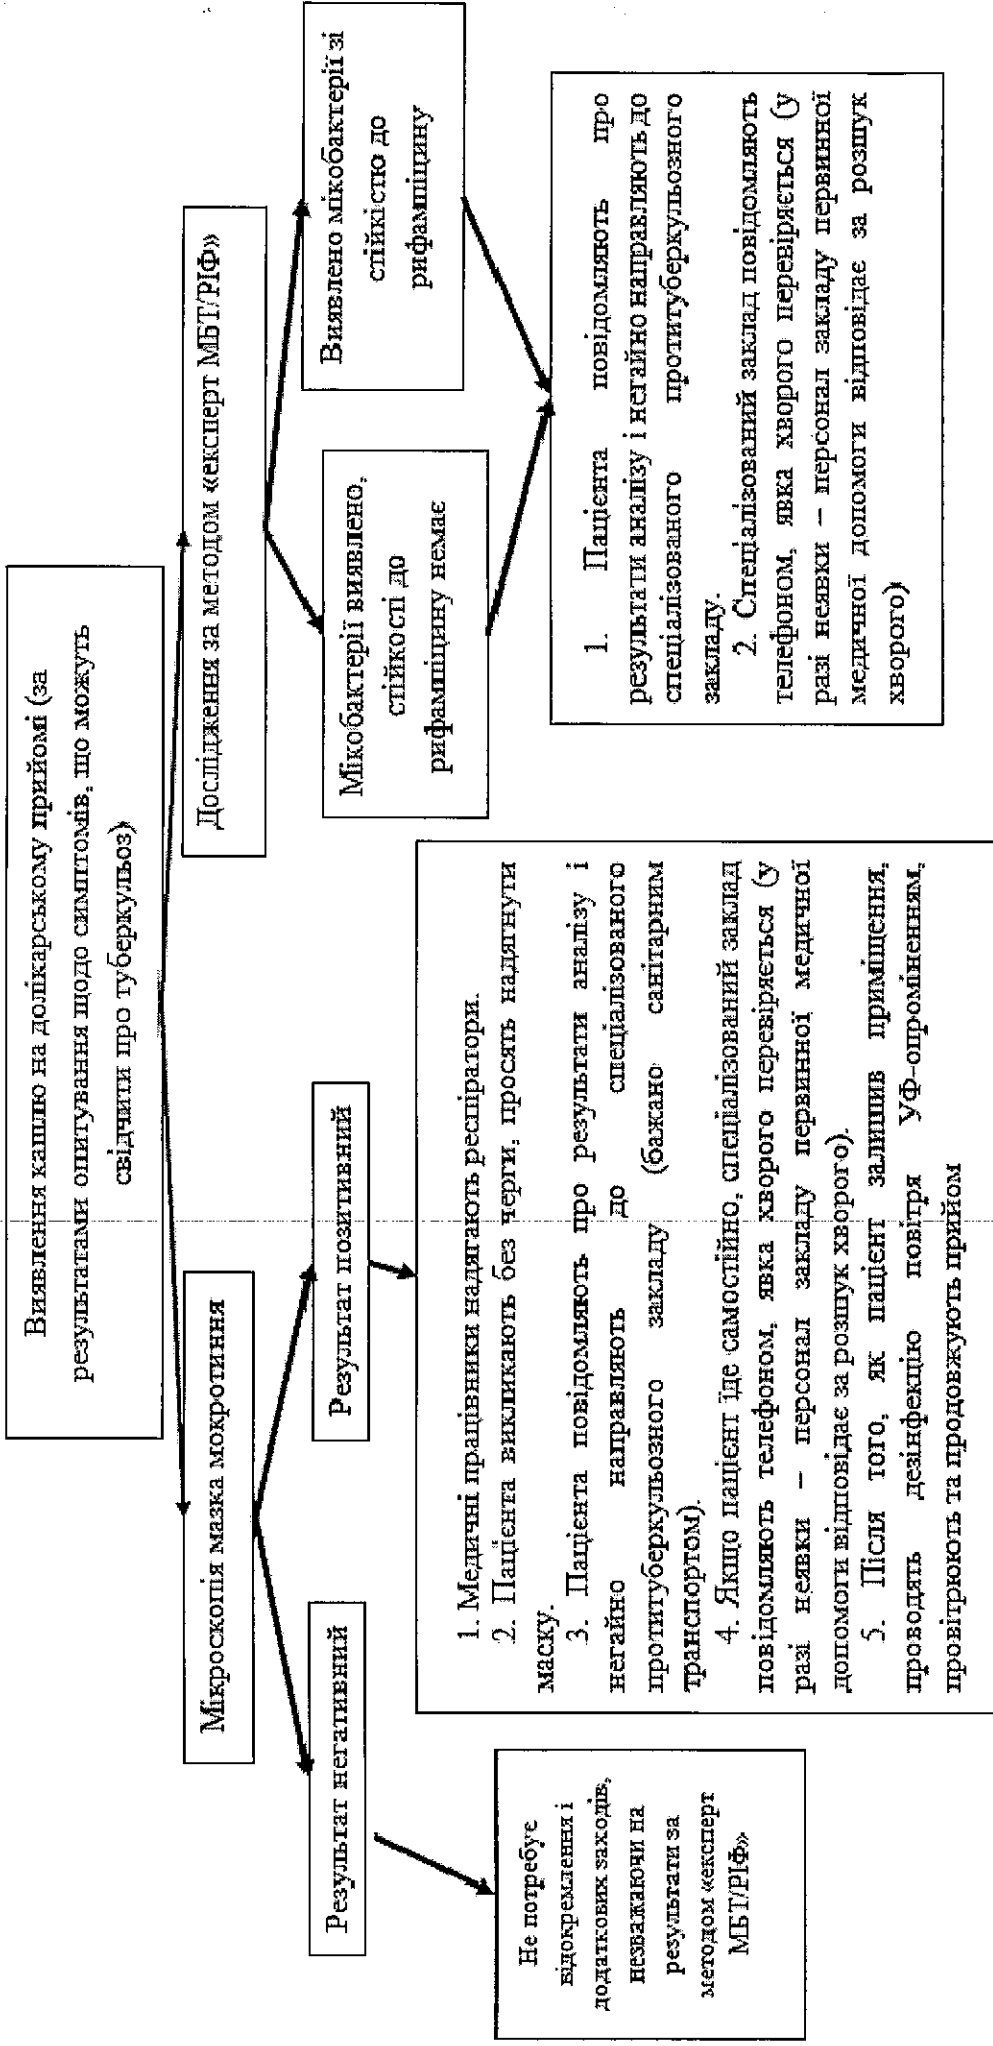 Виявлення кашлю на долікарському прийомі (за
результатами опитування щодо симптомів, що можуть
свідчити про туберкульоз)
Мікроскопія мазка мокротиння
Дослідження за методом «експерт МБТ/РІФ»
Результат негативний
Результат позитивний
Мікобактерії виявлено,
стійкості до
рифампіцину немає
Виявлено мікобактерії зі
стійкістю до
рифампіцину
Не потребує
відокремлення і
додаткових заходів,
незважаючи на
результати за
методом «експерт
МБТ/РІФ»
1. Медичні працівники надягають респіратори.
2. Пацієнта викликають без черги, просять надягнути
маску.
3. Пацієнта повідомляють про результати аналізу і
негайно направляють до спеціалізованого
протитуберкульозного закладу (бажано санітарним
транспортом).
4. Якщо пацієнт їде самостійно, спеціалізований заклад
повідомляють телефоном, явка хворого перевіряється (у
разі неявки – персонал закладу первинної медичної
допомоги відповідає за розшук хворого).
5. Після того, як пацієнт залишив приміщення,
проводять дезінфекцію повітря УФ-опроміненням,
провітрюють та продовжують прийом
1. Пацієнта повідомляють про
результати аналізу і негайно направляють до
спеціалізованого протитуберкульозного
закладу.
2. Спеціалізований заклад повідомляють
телефоном, явка хворого перевіряється (у
разі неявки – персонал закладу первинної
медичної допомоги відповідає за розшук
хворого)